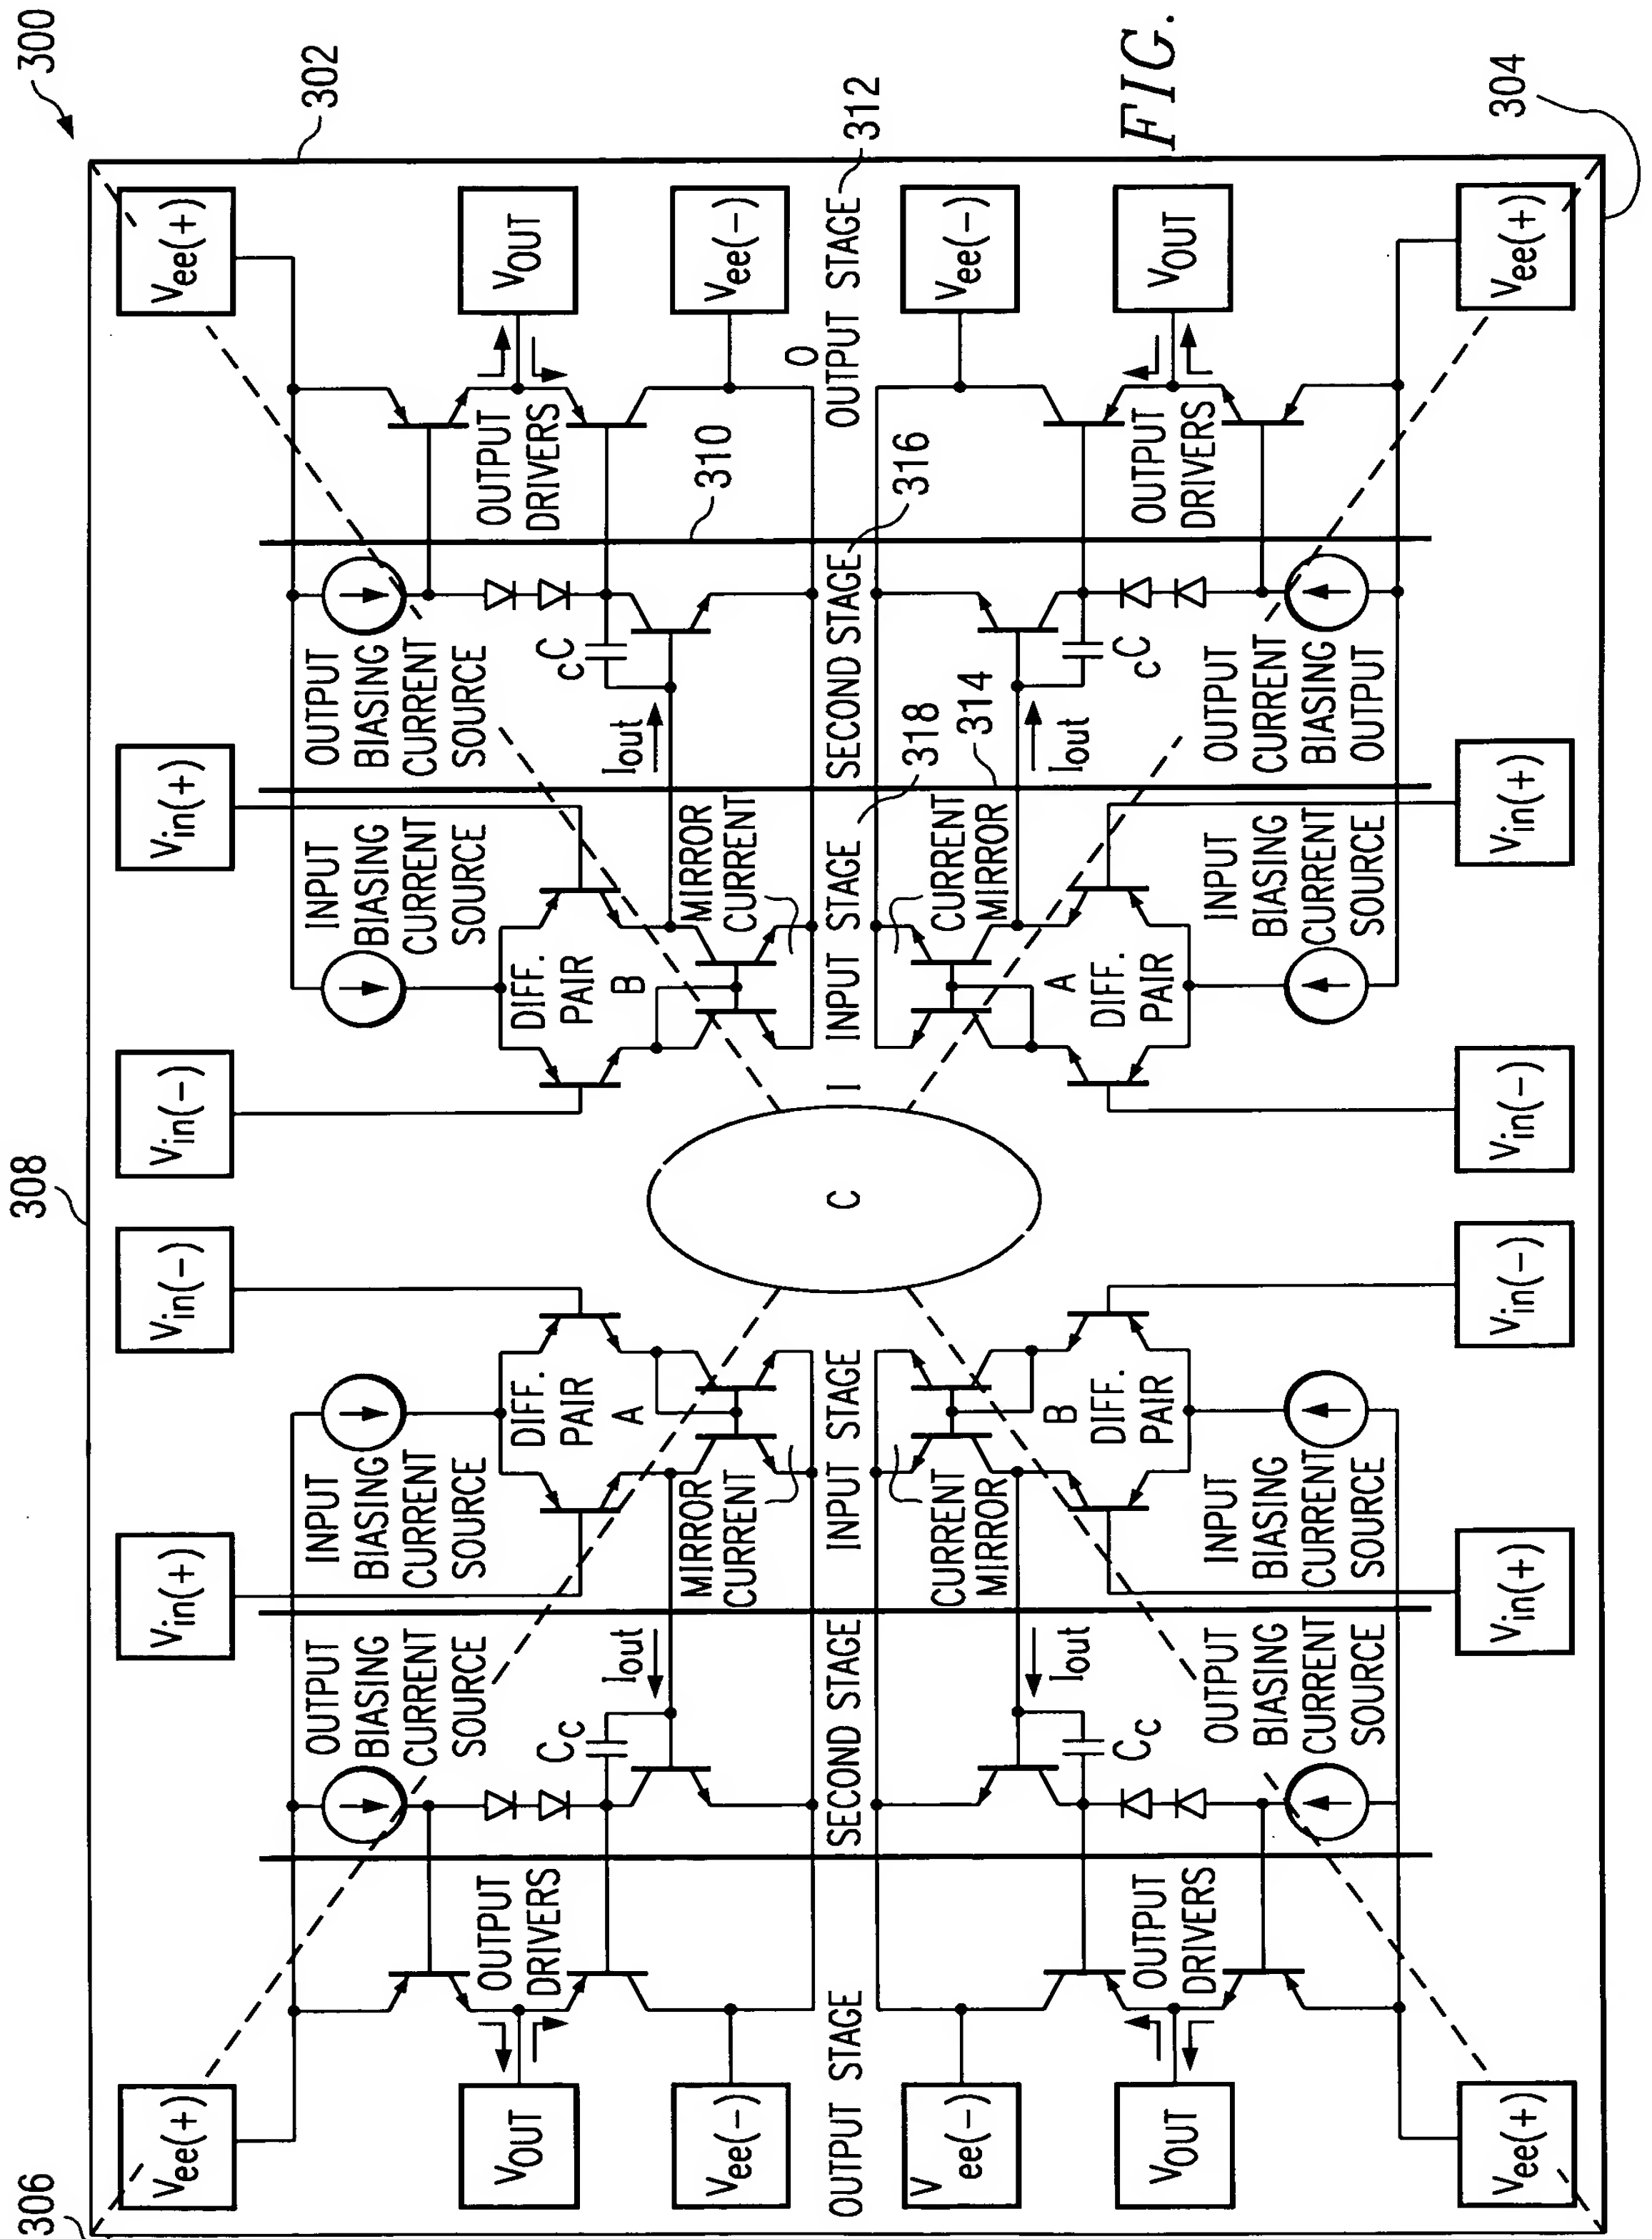 300
308
306
302
Vee(+)
Vin(+)
Vin(−)
Vin(−)
Vin(+)
Vee(+)
OUTPUT
BIASING
CURRENT
SOURCE
INPUT
BIASING
CURRENT
SOURCE
INPUT
BIASING
CURRENT
SOURCE
OUTPUT
BIASING
CURRENT
SOURCE
VOUT
OUTPUT
DRIVERS
Cc
Iout
DIFF.
PAIR
A
DIFF.
PAIR
B
Iout
cC
OUTPUT
DRIVERS
VOUT
Vee(−)
MIRROR
CURRENT
MIRROR
CURRENT
310
Vee(−)
O
OUTPUT STAGE
SECOND STAGE
INPUT STAGE
C
I
INPUT STAGE
SECOND STAGE
OUTPUT STAGE
318
316
312
314
Vee(−)
CURRENT
MIRROR
CURRENT
MIRROR
Vee(−)
VOUT
OUTPUT
DRIVERS
Cc
Iout
B
DIFF.
PAIR
A
DIFF.
PAIR
Iout
cC
OUTPUT
DRIVERS
VOUT
OUTPUT
BIASING
CURRENT
SOURCE
INPUT
BIASING
CURRENT
SOURCE
INPUT
BIASING
CURRENT
SOURCE
OUTPUT
CURRENT
BIASING
OUTPUT
Vee(+)
Vin(+)
Vin(−)
Vin(−)
Vin(+)
Vee(+)
304
FIG.